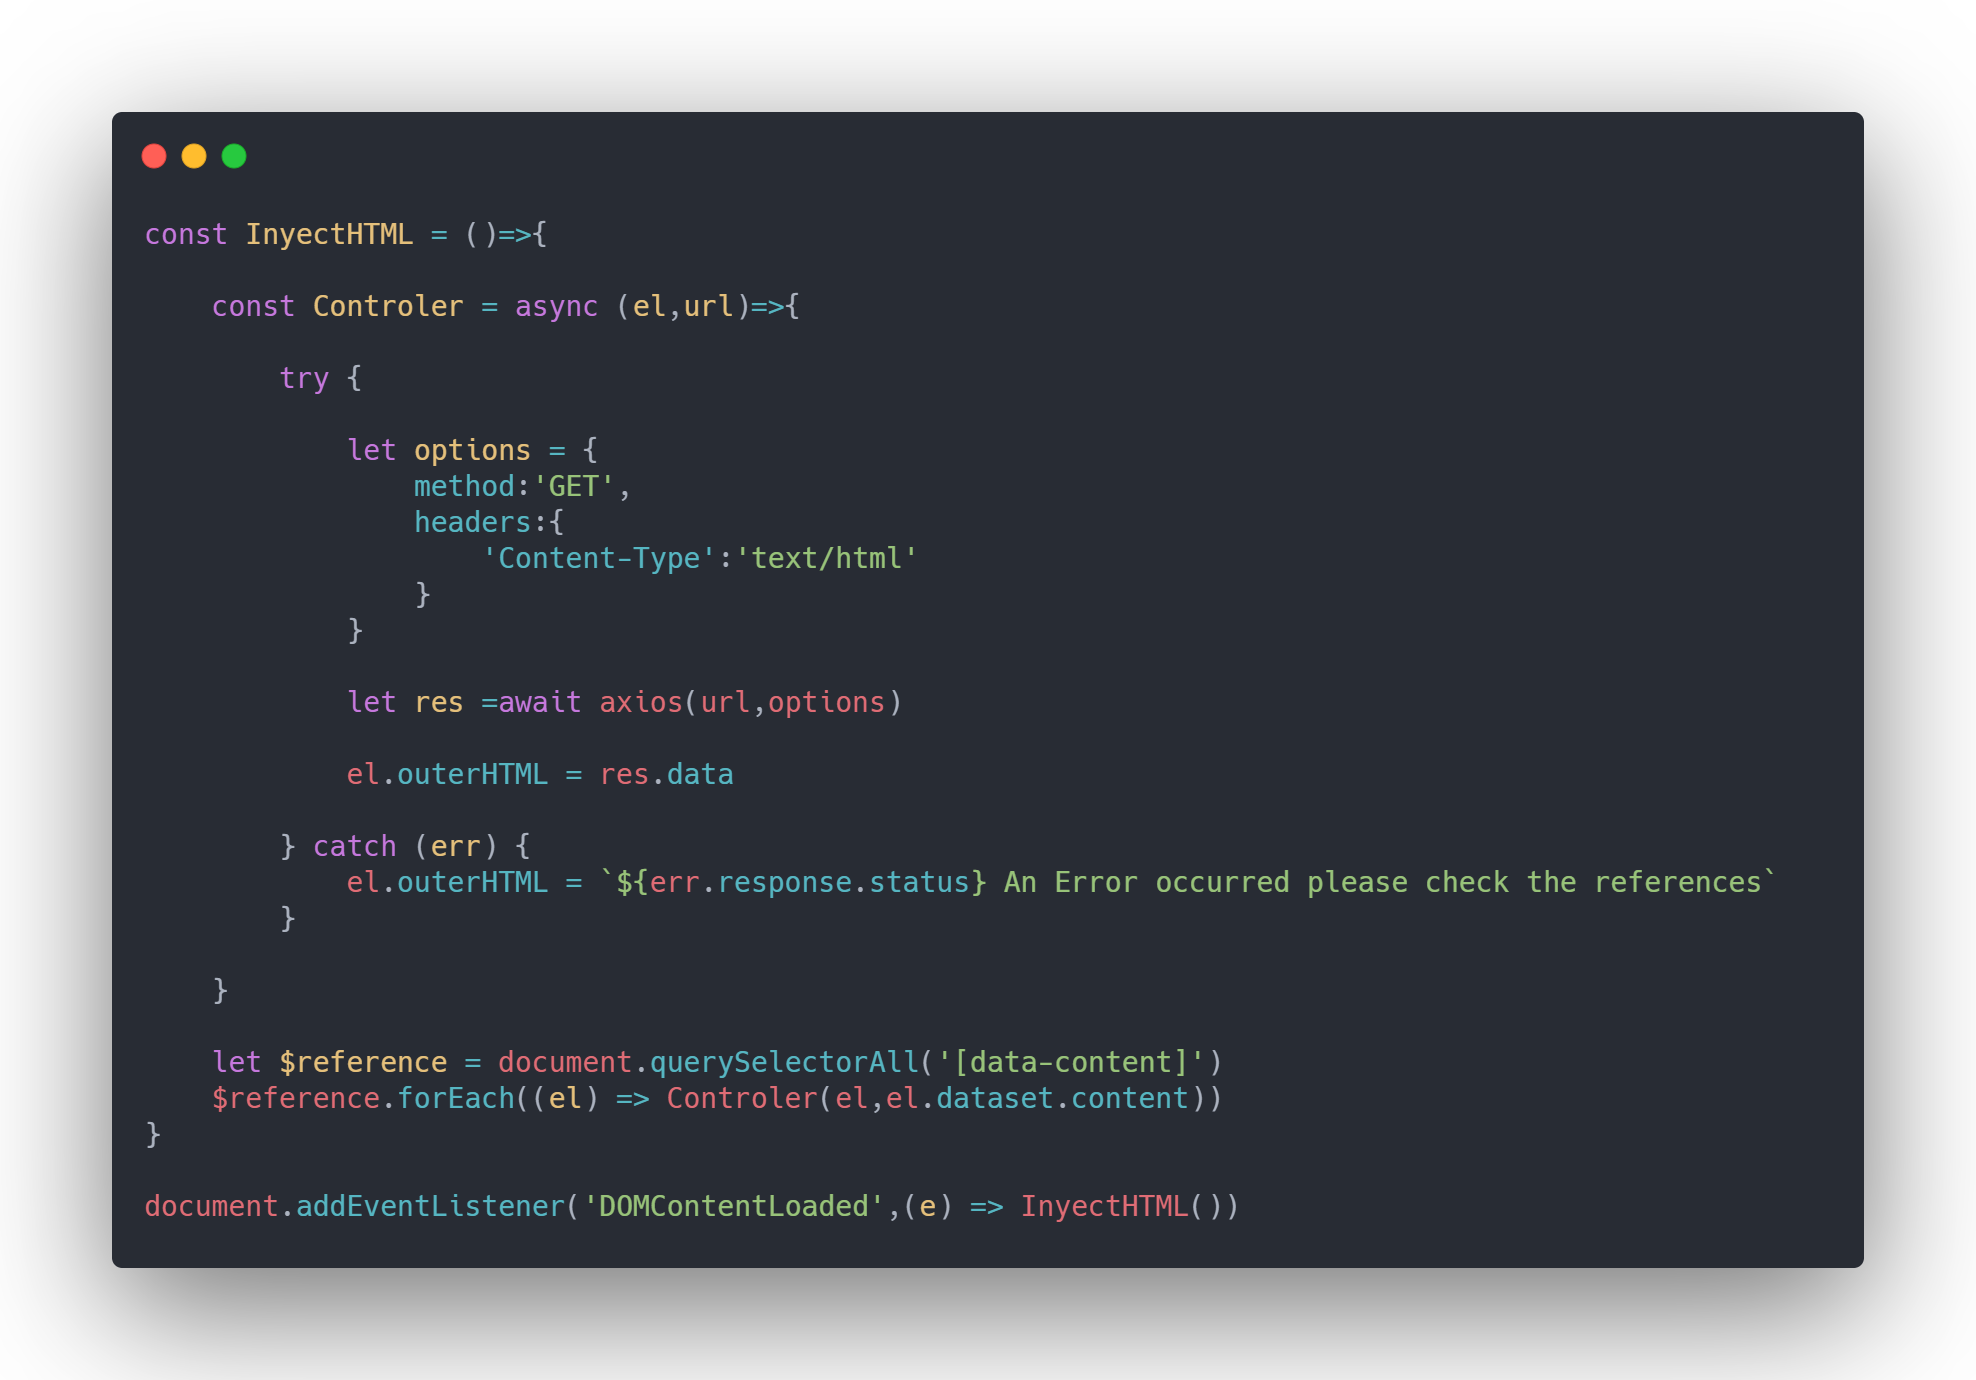 const InyectHTML = ()=>{
    const Controler = async (el,url)=>{
        try {
            let options = {
                method:'GET',
                headers:{
                    'Content-Type':'text/html'
                }
            }
            let res =await axios(url,options)
            el.outerHTML = res.data
        } catch (err) {
            el.outerHTML = `${err.response.status} An Error occurred please check the references`
        }
    }
    let $reference = document.querySelectorAll('[data-content]')
    $reference.forEach((el) => Controler(el,el.dataset.content))
}
document.addEventListener('DOMContentLoaded',(e) => InyectHTML())